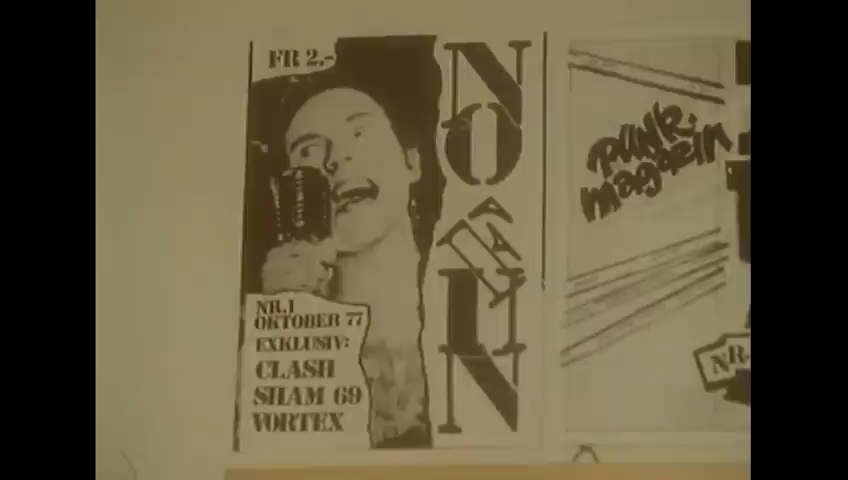 FR 2.-
NO FUN
NR.1
OKTOBER 77
EXKLUSIV:
CLASH
SHAM 69
VORTEX
PUNK-
magazin
NR.